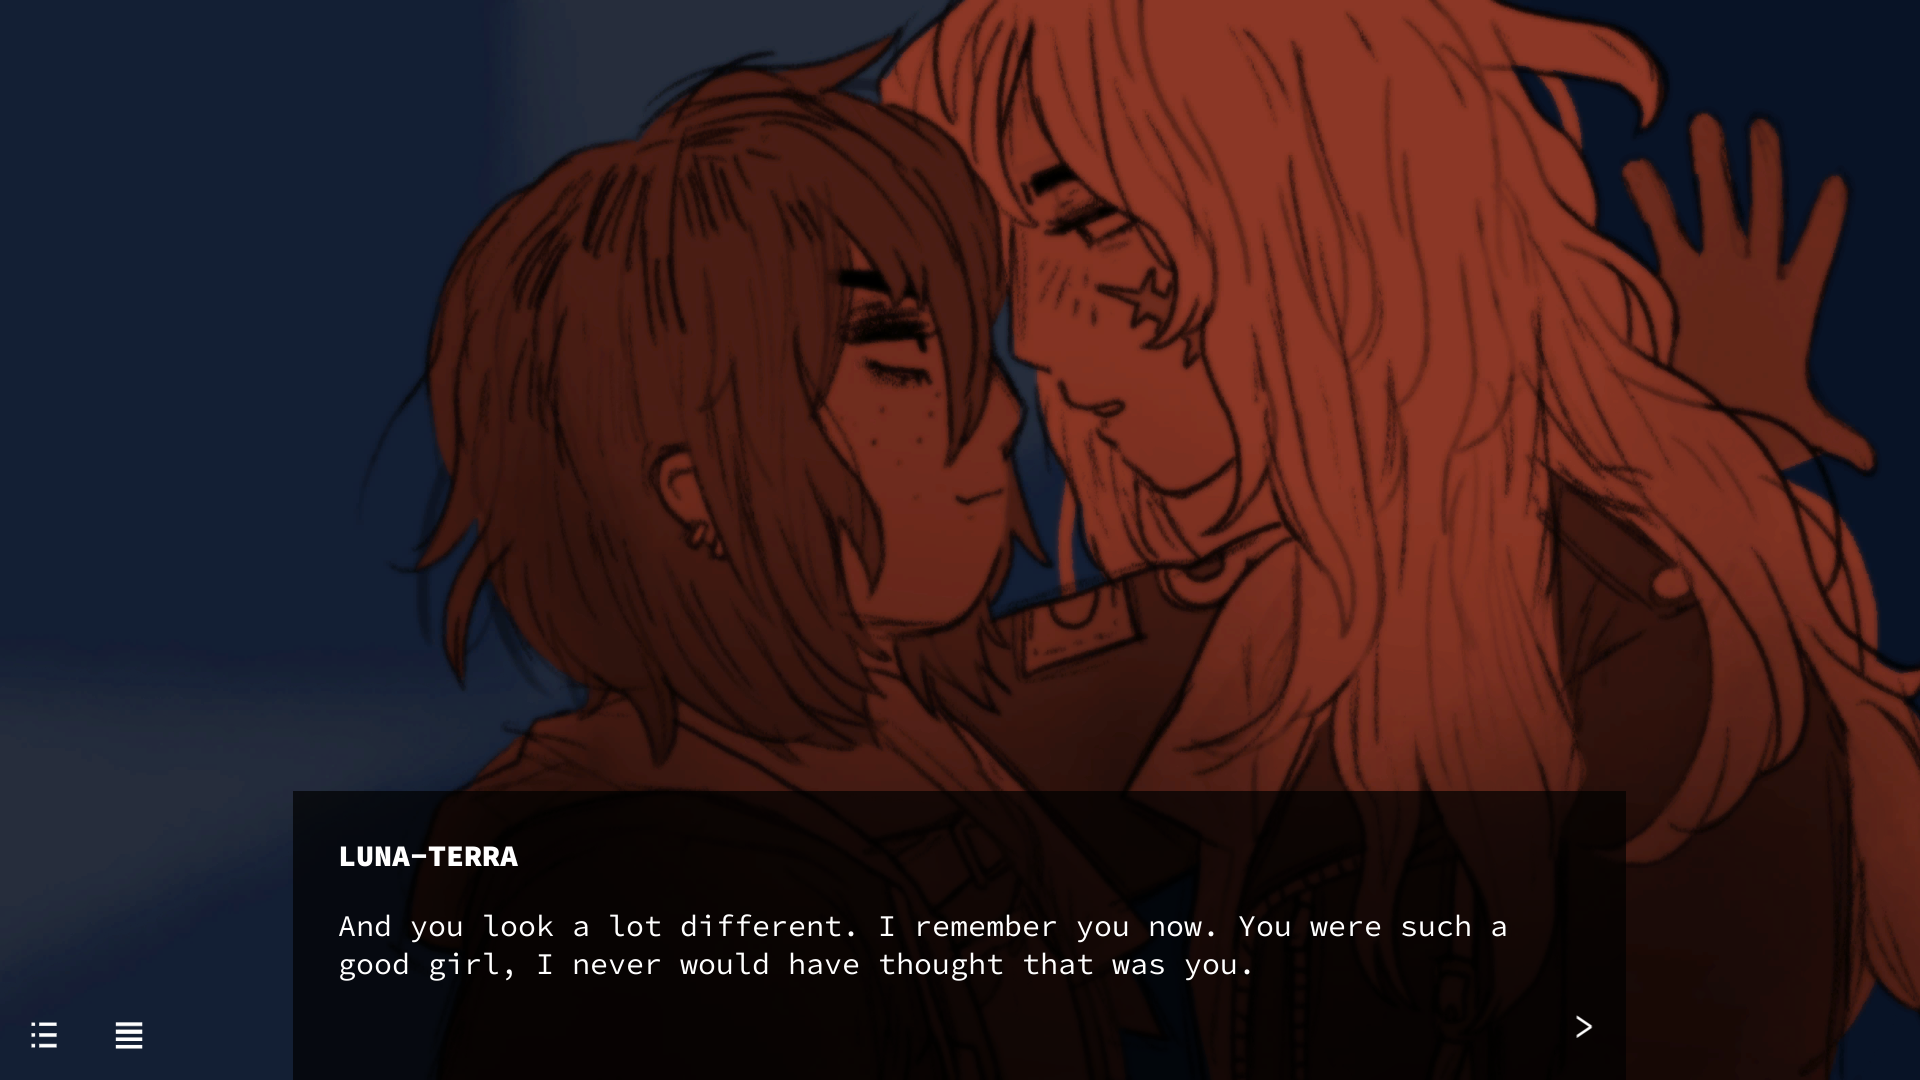 LUNA-TERRA
And you look a lot different. I remember you now. You were such a
good girl, I never would have thought that was you.